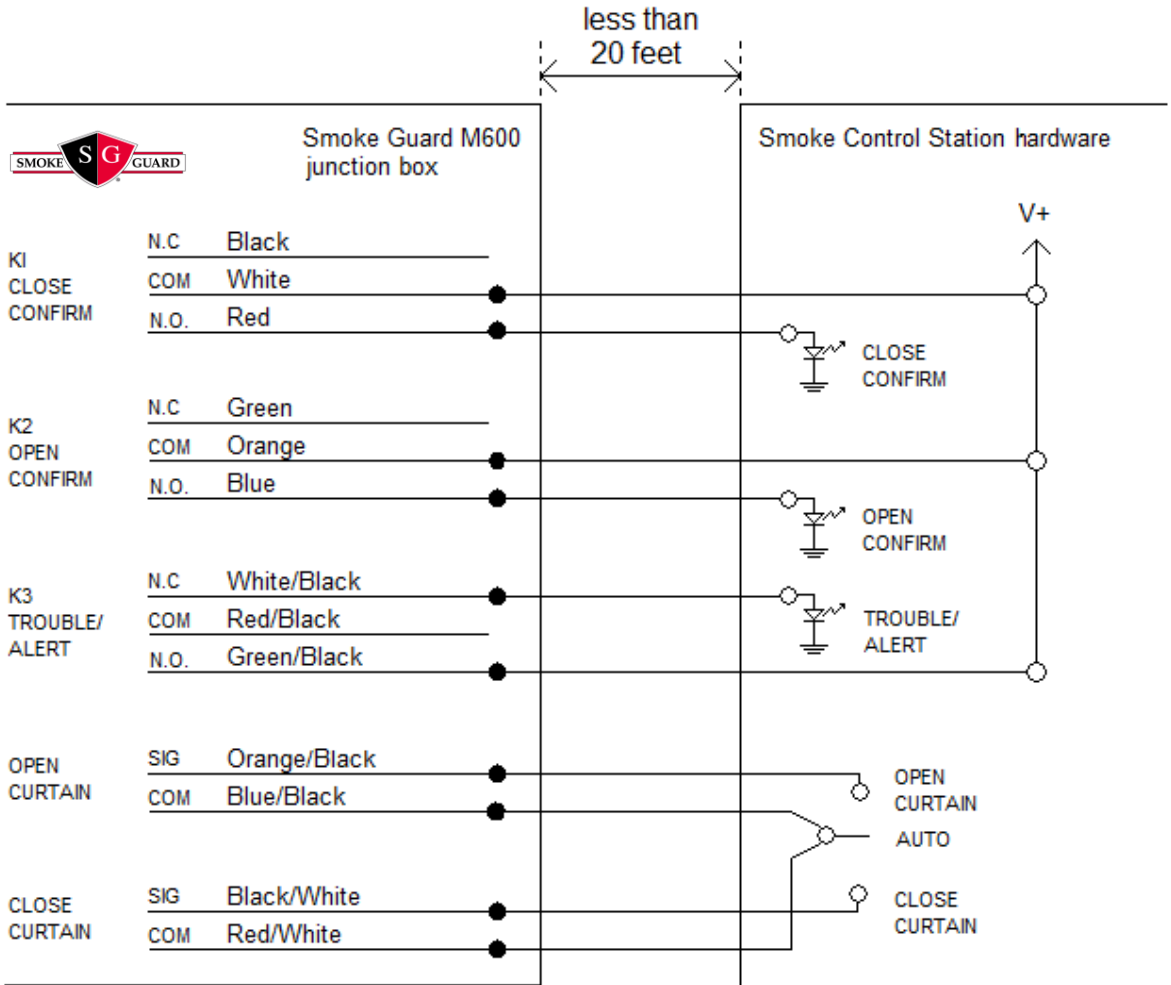 less than
20 feet
SMOKE SG GUARD
Smoke Guard M600
junction box
Smoke Control Station hardware
V+
K1
CLOSE
CONFIRM
N.C Black
COM White
N.O. Red
CLOSE
CONFIRM
K2
OPEN
CONFIRM
N.C Green
COM Orange
N.O. Blue
OPEN
CONFIRM
K3
TROUBLE/
ALERT
N.C White/Black
COM Red/Black
N.O. Green/Black
TROUBLE/
ALERT
OPEN
CURTAIN
SIG Orange/Black
COM Blue/Black
OPEN
CURTAIN
AUTO
CLOSE
CURTAIN
SIG Black/White
COM Red/White
CLOSE
CURTAIN